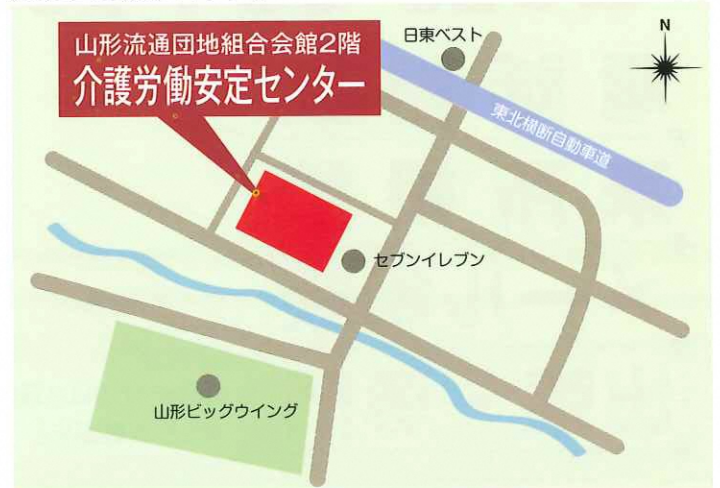 山形流通団地組合会館2階
介護労働安定センター
日東ベスト
N
東北横断自動車道
セブンイレブン
山形ビッグウイング